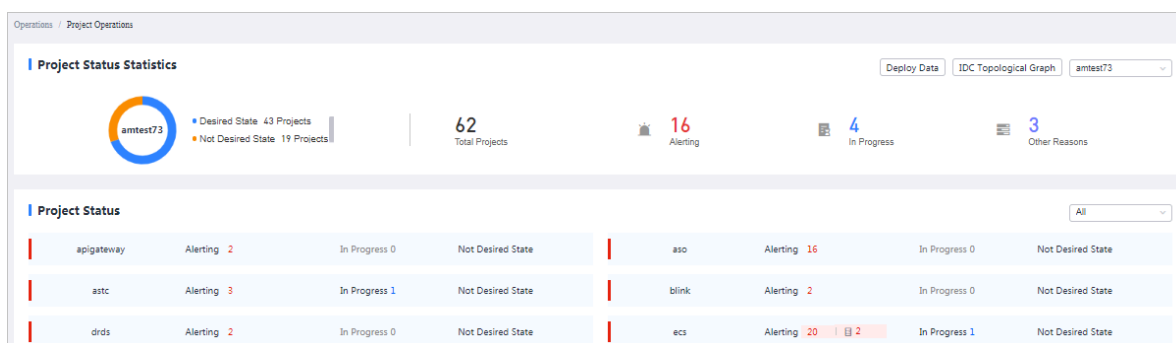 Operations / Project Operations
Project Status Statistics
Deploy Data IDC Topological Graph amtest73
amtest73
Desired State 43 Projects
Not Desired State 19 Projects
62
Total Projects
16
Alerting
4
In Progress
3
Other Reasons
Project Status
All
apigateway Alerting 2 In Progress 0 Not Desired State
aso Alerting 16 In Progress 0 Not Desired State
astc Alerting 3 In Progress 1 Not Desired State
blink Alerting 2 In Progress 0 Not Desired State
drds Alerting 2 In Progress 0 Not Desired State
ecs Alerting 20 2 In Progress 1 Not Desired State